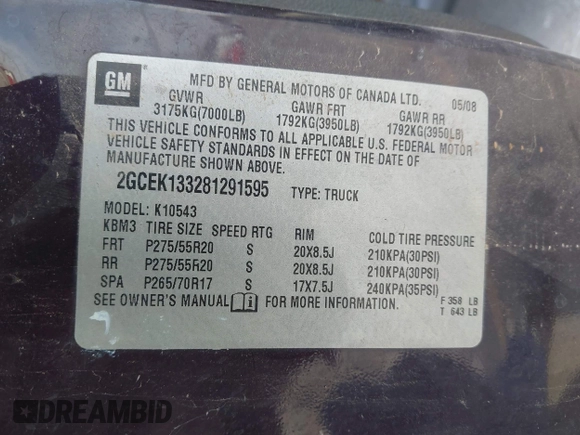 GM
MFD BY GENERAL MOTORS OF CANADA LTD. 05/08
GVWR GAWR FRT GAWR RR
3175KG(7000LB) 1792KG(3950LB) 1792KG(3950LB)
THIS VEHICLE CONFORMS TO ALL APPLICABLE U.S. FEDERAL MOTOR
VEHICLE SAFETY STANDARDS IN EFFECT ON THE DATE OF
MANUFACTURE SHOWN ABOVE.
2GCEK133281291595 TYPE: TRUCK
MODEL: K10543
KBM3 TIRE SIZE SPEED RTG RIM COLD TIRE PRESSURE
FRT P275/55R20 S 20X8.5J 210KPA(30PSI)
RR P275/55R20 S 20X8.5J 210KPA(30PSI)
SPA P265/70R17 S 17X7.5J 240KPA(35PSI)
SEE OWNER'S MANUAL FOR MORE INFORMATION. F 358 LB
T 643 LB
DREAMBID